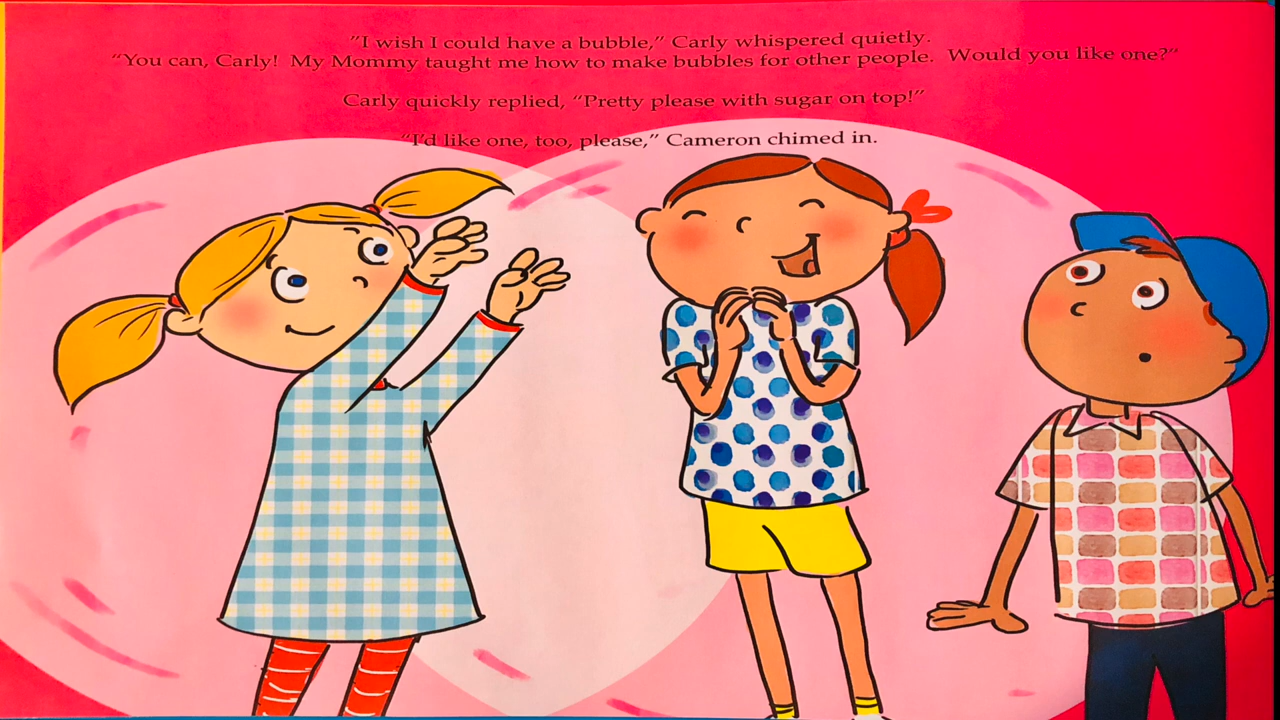 "I wish I could have a bubble," Carly whispered quietly.
"You can, Carly!  My Mommy taught me how to make bubbles for other people.  Would you like one?"
Carly quickly replied, "Pretty please with sugar on top!"
"I'd like one, too, please," Cameron chimed in.